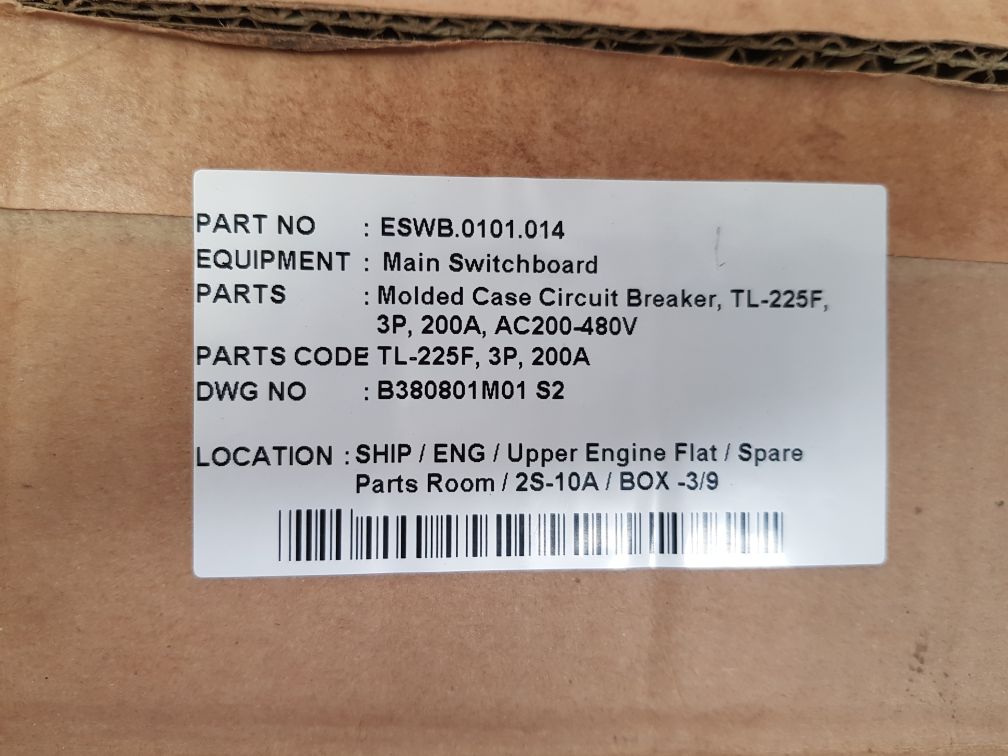 PART NO : ESWB.0101.014
EQUIPMENT : Main Switchboard
PARTS : Molded Case Circuit Breaker, TL-225F,
3P, 200A, AC200-480V
PARTS CODE TL-225F, 3P, 200A
DWG NO : B380801M01 S2
LOCATION : SHIP / ENG / Upper Engine Flat / Spare
Parts Room / 2S-10A / BOX -3/9